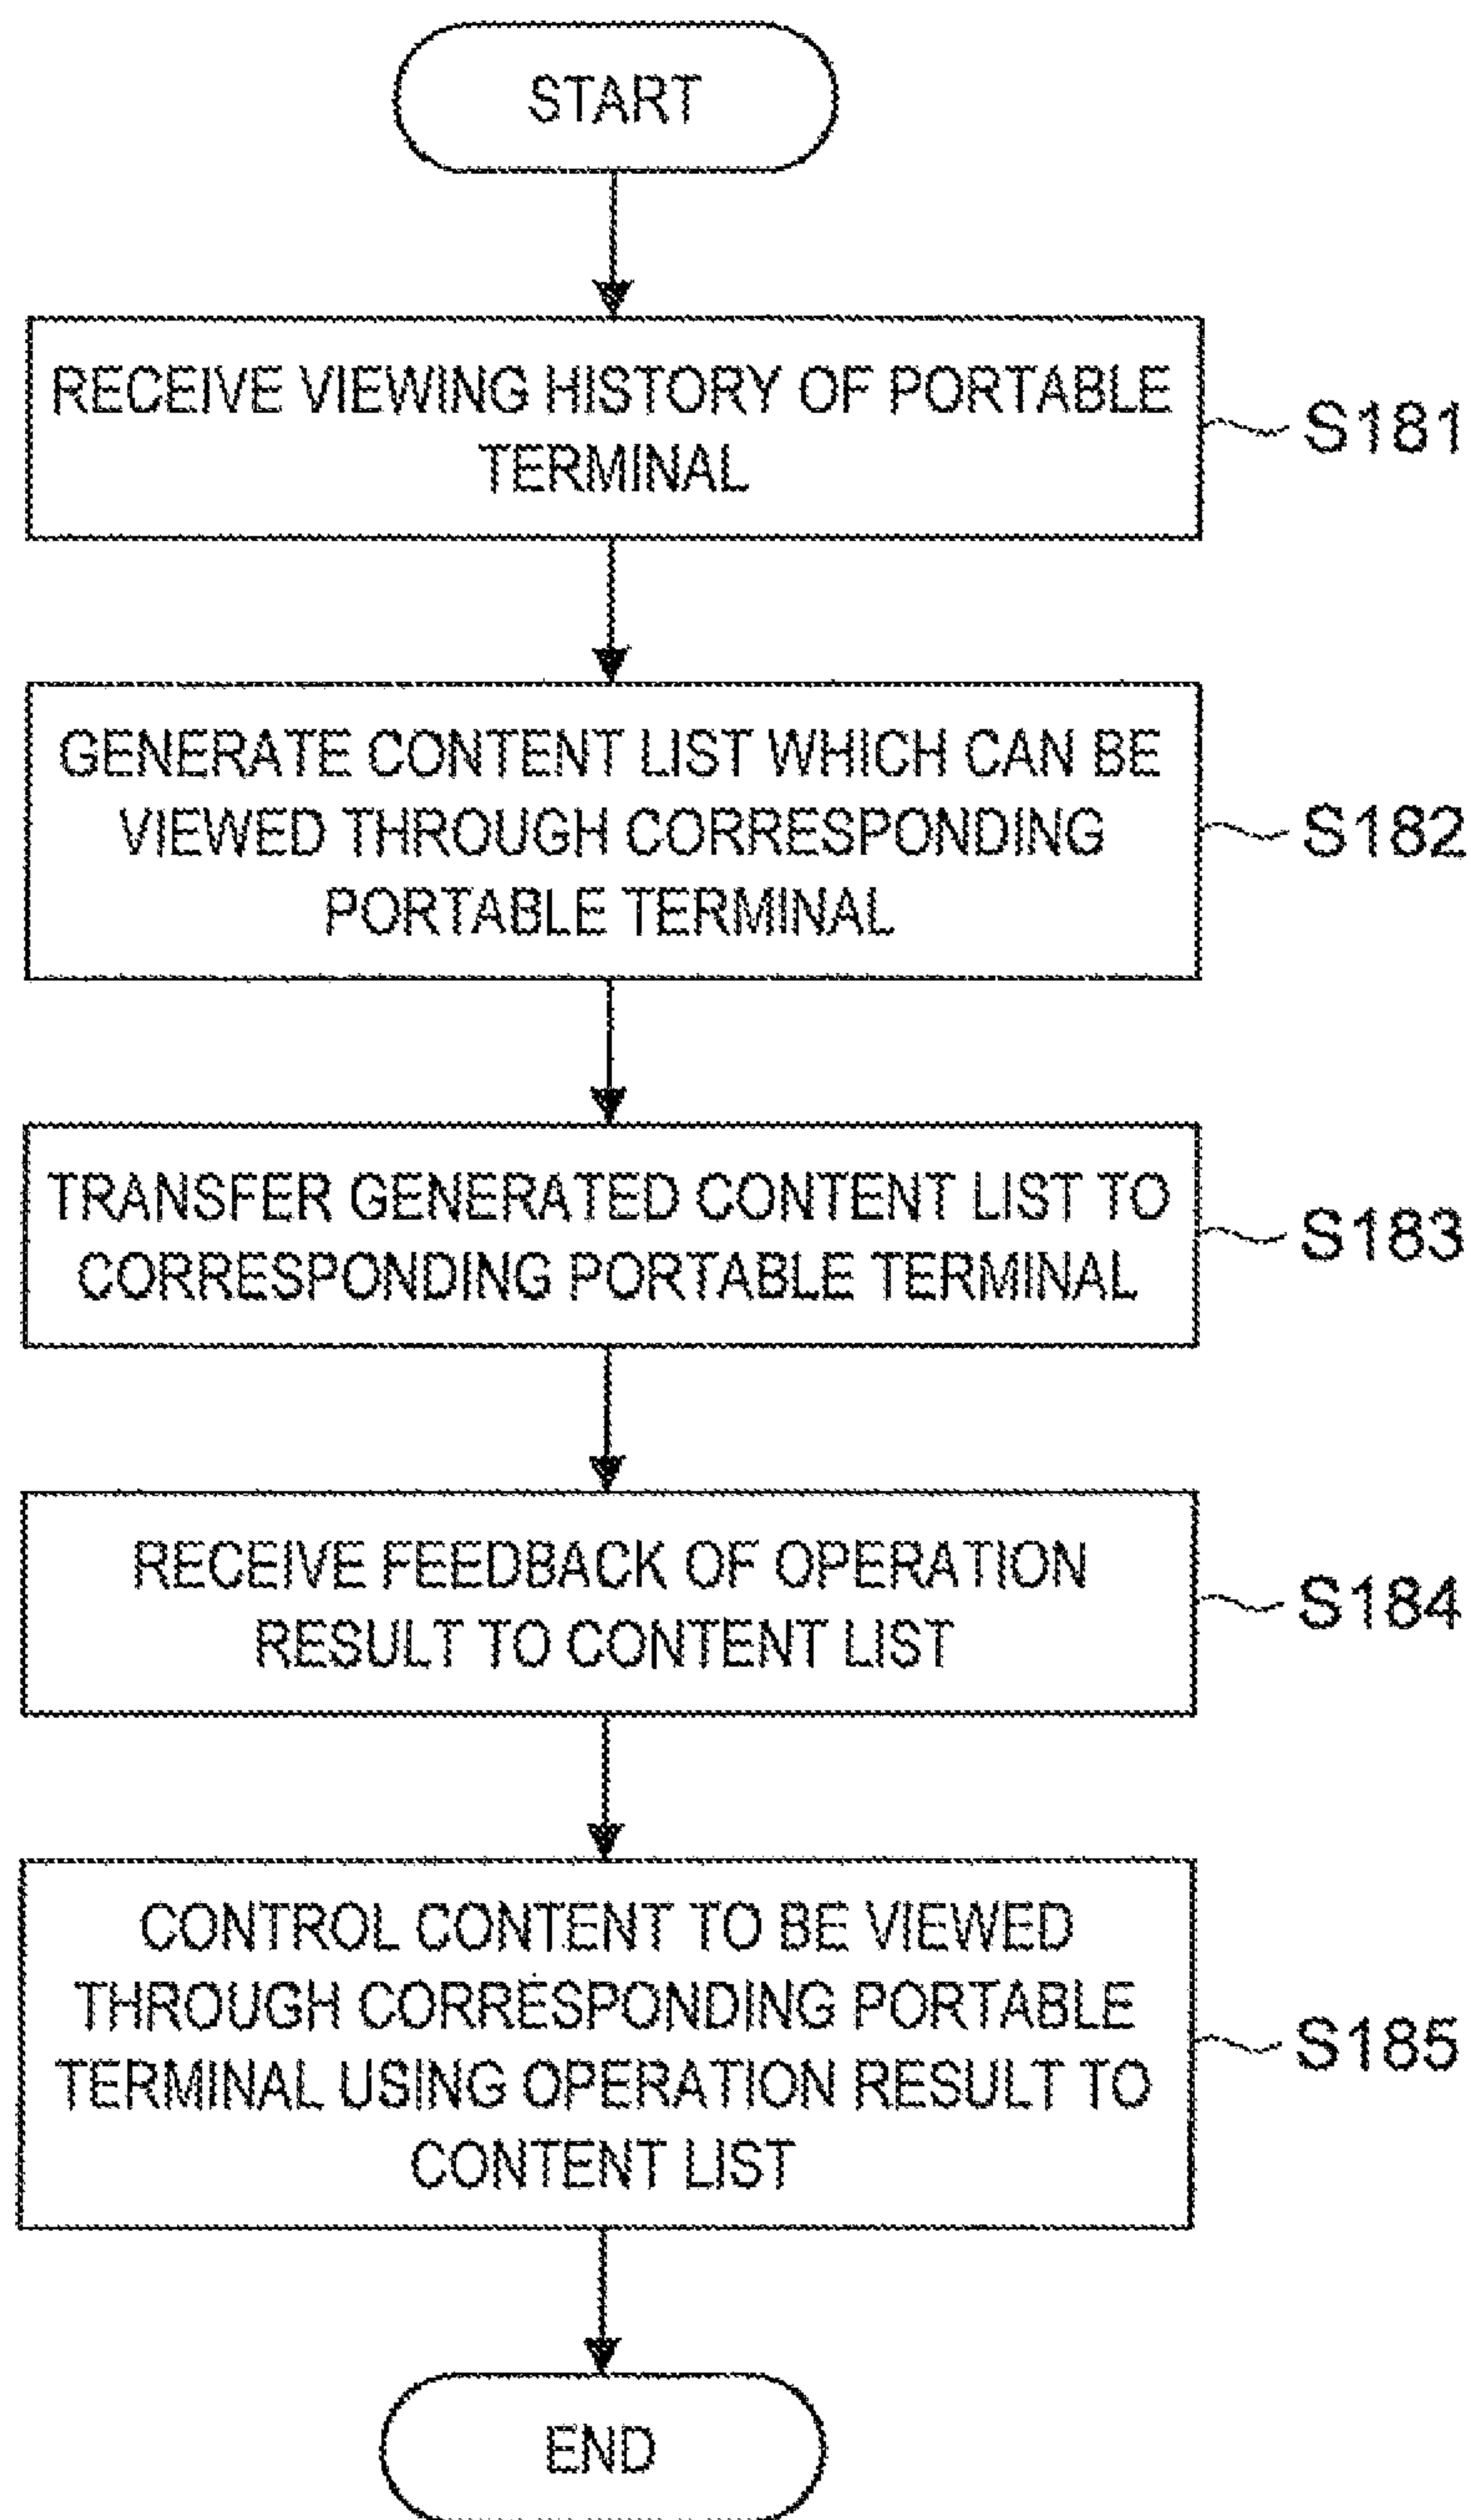 START
RECEIVE VIEWING HISTORY OF PORTABLE
TERMINAL
S181
GENERATE CONTENT LIST WHICH CAN BE
VIEWED THROUGH CORRESPONDING
PORTABLE TERMINAL
S182
TRANSFER GENERATED CONTENT LIST TO
CORRESPONDING PORTABLE TERMINAL
S183
RECEIVE FEEDBACK OF OPERATION
RESULT TO CONTENT LIST
S184
CONTROL CONTENT TO BE VIEWED
THROUGH CORRESPONDING PORTABLE
TERMINAL USING OPERATION RESULT TO
CONTENT LIST
S185
END